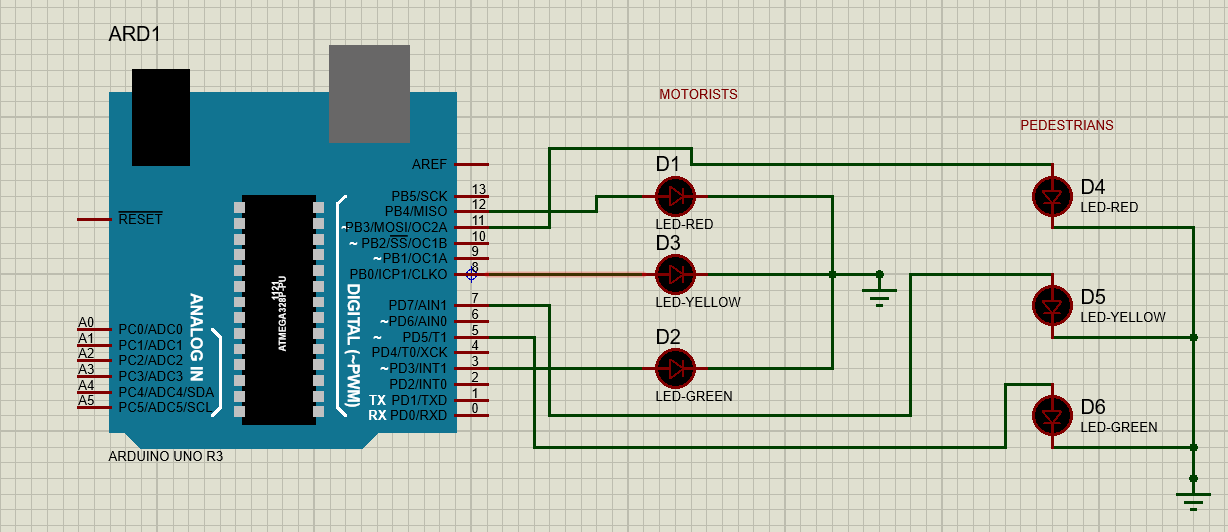 ARD1
MOTORISTS
PEDESTRIANS
AREF
PB5/SCK 13
PB4/MISO 12
~PB3/MOSI/OC2A 11
~ PB2/SS/OC1B 10
~ PB1/OC1A 9
PB0/ICP1/CLKO 8
PD7/AIN1 7
~ PD6/AIN0 6
~ PD5/T1 5
PD4/T0/XCK 4
~ PD3/INT1 3
PD2/INT0 2
TX PD1/TXD 1
RX PD0/RXD 0
RESET
DIGITAL (~PWM)
ANALOG IN
1121
ATMEGA328P-PU
A0 PC0/ADC0
A1 PC1/ADC1
A2 PC2/ADC2
A3 PC3/ADC3
A4 PC4/ADC4/SDA
A5 PC5/ADC5/SCL
ARDUINO UNO R3
D1
LED-RED
D3
LED-YELLOW
D2
LED-GREEN
D4
LED-RED
D5
LED-YELLOW
D6
LED-GREEN